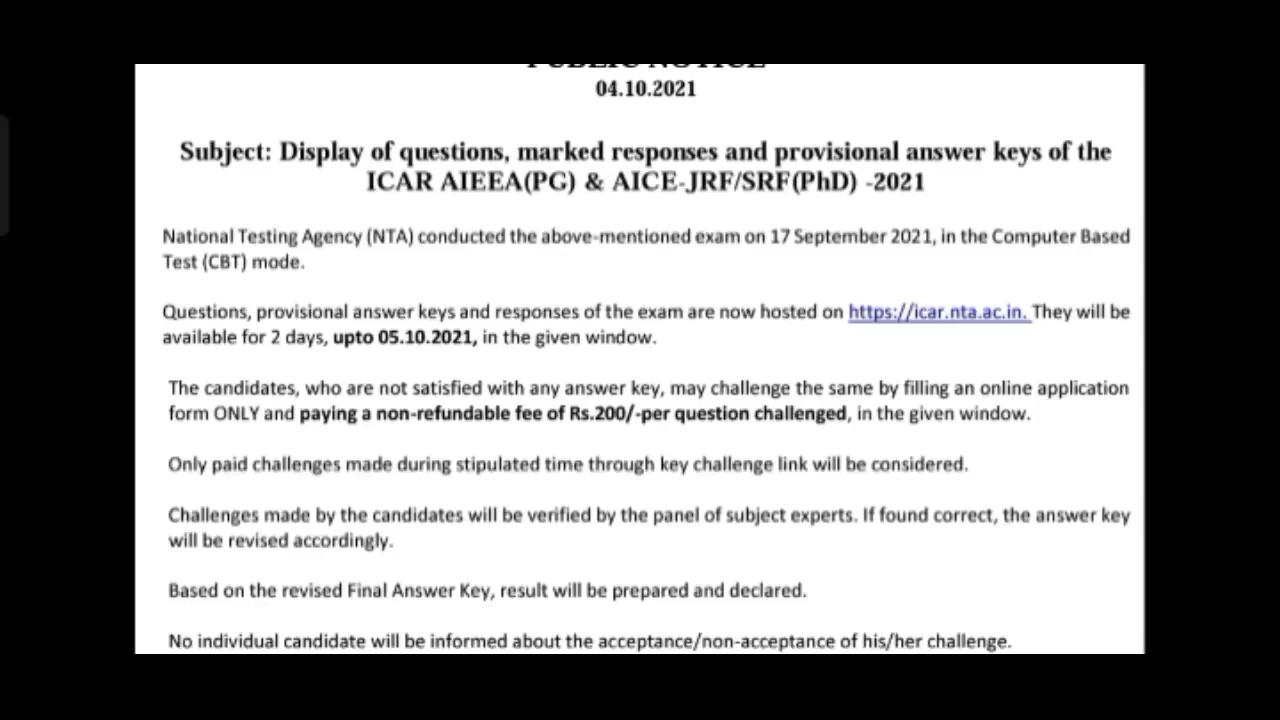 PUBLIC NOTICE
04.10.2021
Subject: Display of questions, marked responses and provisional answer keys of the
ICAR AIEEA(PG) & AICE-JRF/SRF(PhD) -2021
National Testing Agency (NTA) conducted the above-mentioned exam on 17 September 2021, in the Computer Based
Test (CBT) mode.
Questions, provisional answer keys and responses of the exam are now hosted on https://icar.nta.ac.in. They will be
available for 2 days, upto 05.10.2021, in the given window.
The candidates, who are not satisfied with any answer key, may challenge the same by filling an online application
form ONLY and paying a non-refundable fee of Rs.200/-per question challenged, in the given window.
Only paid challenges made during stipulated time through key challenge link will be considered.
Challenges made by the candidates will be verified by the panel of subject experts. If found correct, the answer key
will be revised accordingly.
Based on the revised Final Answer Key, result will be prepared and declared.
No individual candidate will be informed about the acceptance/non-acceptance of his/her challenge.